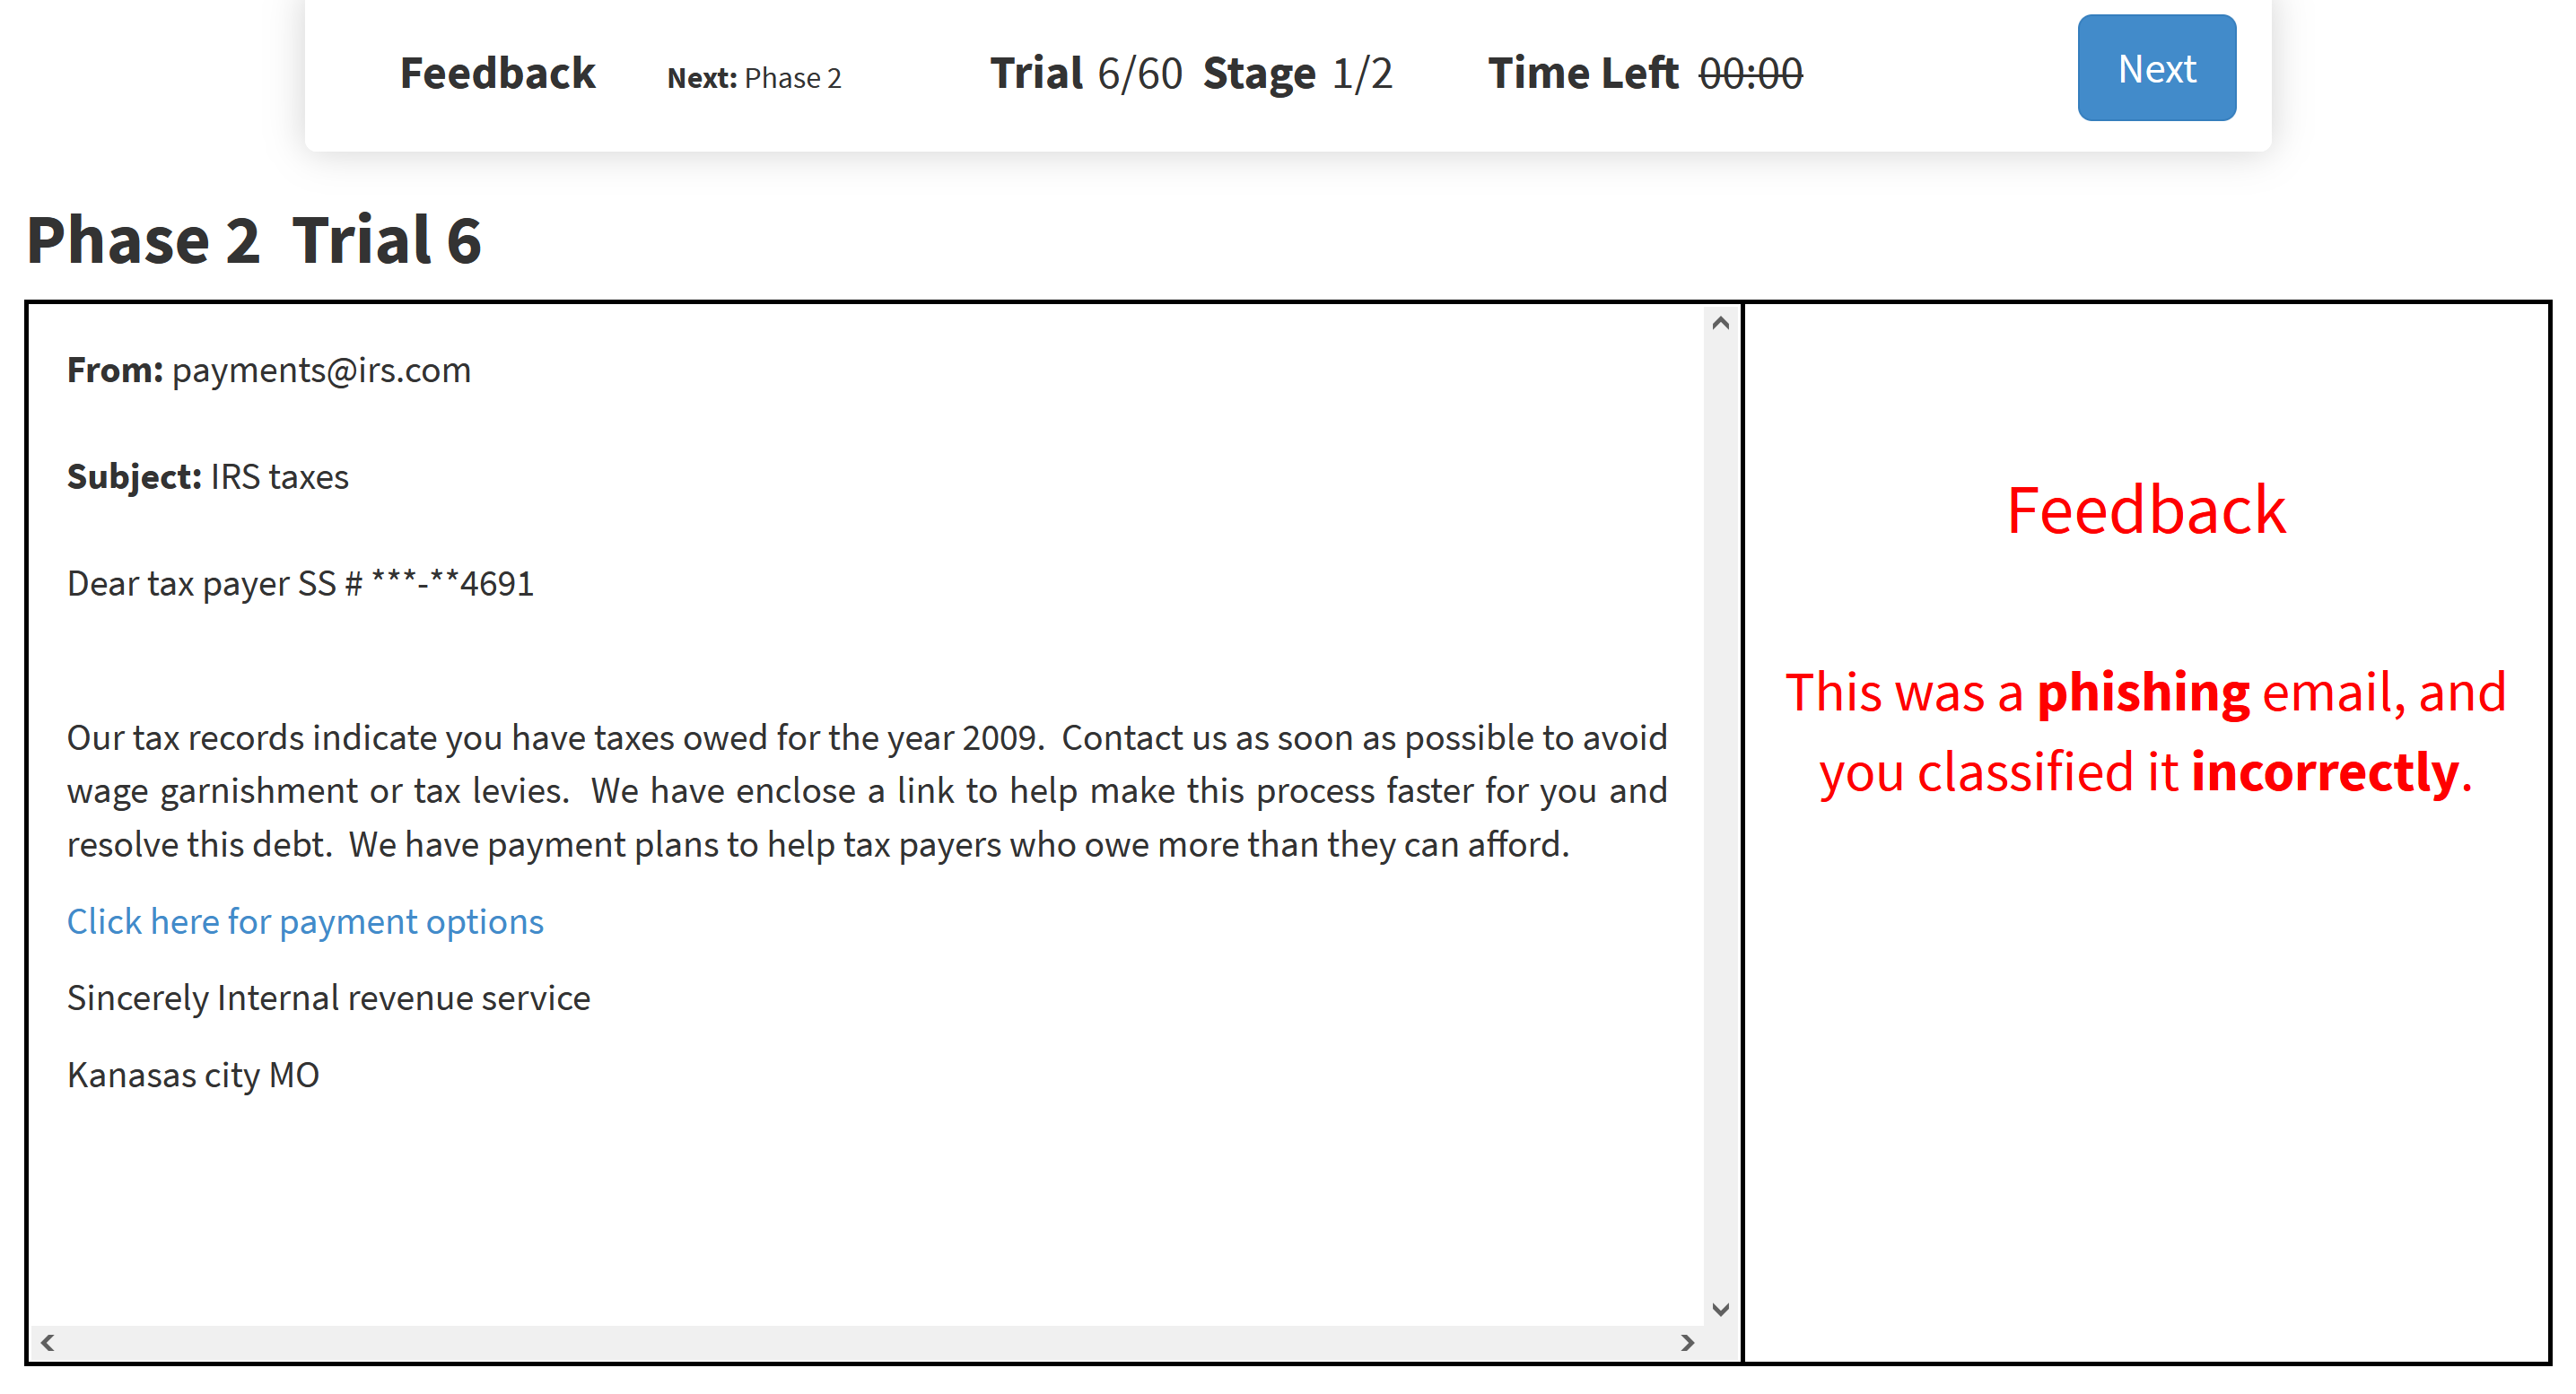 Feedback Next: Phase 2 Trial 6/60 Stage 1/2 Time Left 00:00 Next
Phase 2 Trial 6
From: payments@irs.com
Subject: IRS taxes
Dear tax payer SS # ***-**4691
Our tax records indicate you have taxes owed for the year 2009. Contact us as soon as possible to avoid
wage garnishment or tax levies. We have enclose a link to help make this process faster for you and
resolve this debt. We have payment plans to help tax payers who owe more than they can afford.
Click here for payment options
Sincerely Internal revenue service
Kanasas city MO
Feedback
This was a phishing email, and
you classified it incorrectly.